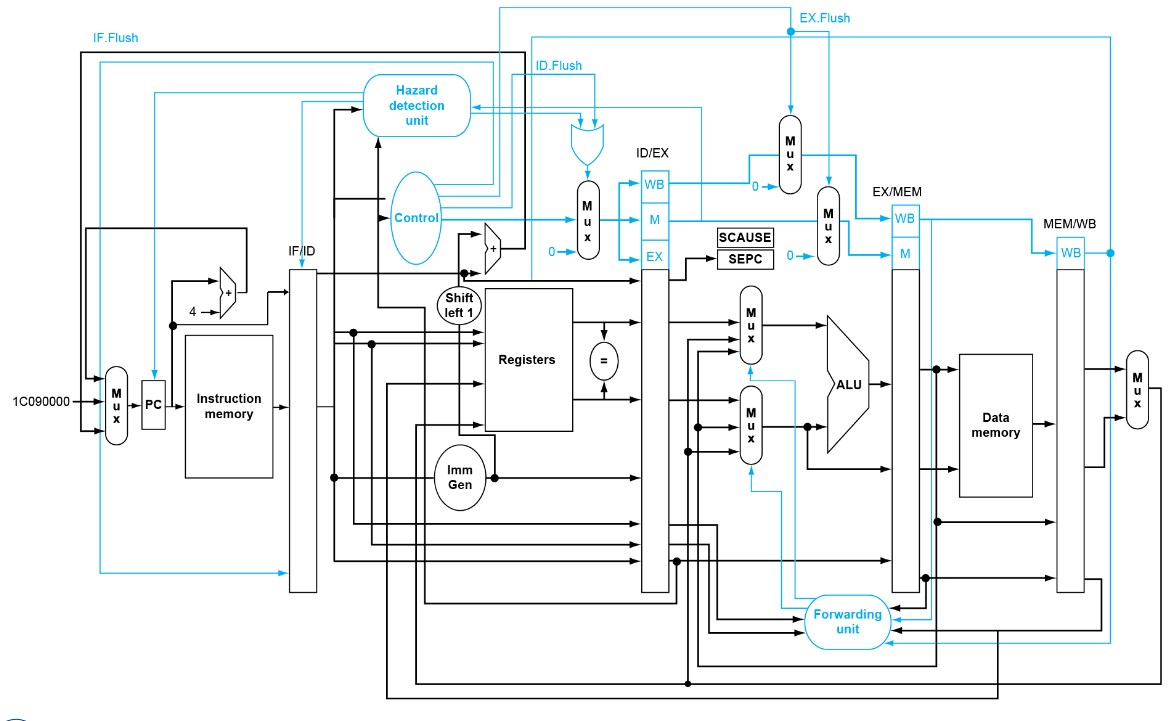 EX.Flush
IF.Flush
ID.Flush
Hazard
detection
unit
Mux
ID/EX
WB
0
EX/MEM
Control
Mux
M
Mux
WB
MEM/WB
SCAUSE
0
EX
SEPC
0
M
WB
IF/ID
+
+
4
Shift
left 1
Mux
Registers
=
ALU
Mux
PC
Instruction
memory
1C090000
Mux
Mux
Data
memory
Imm
Gen
Forwarding
unit